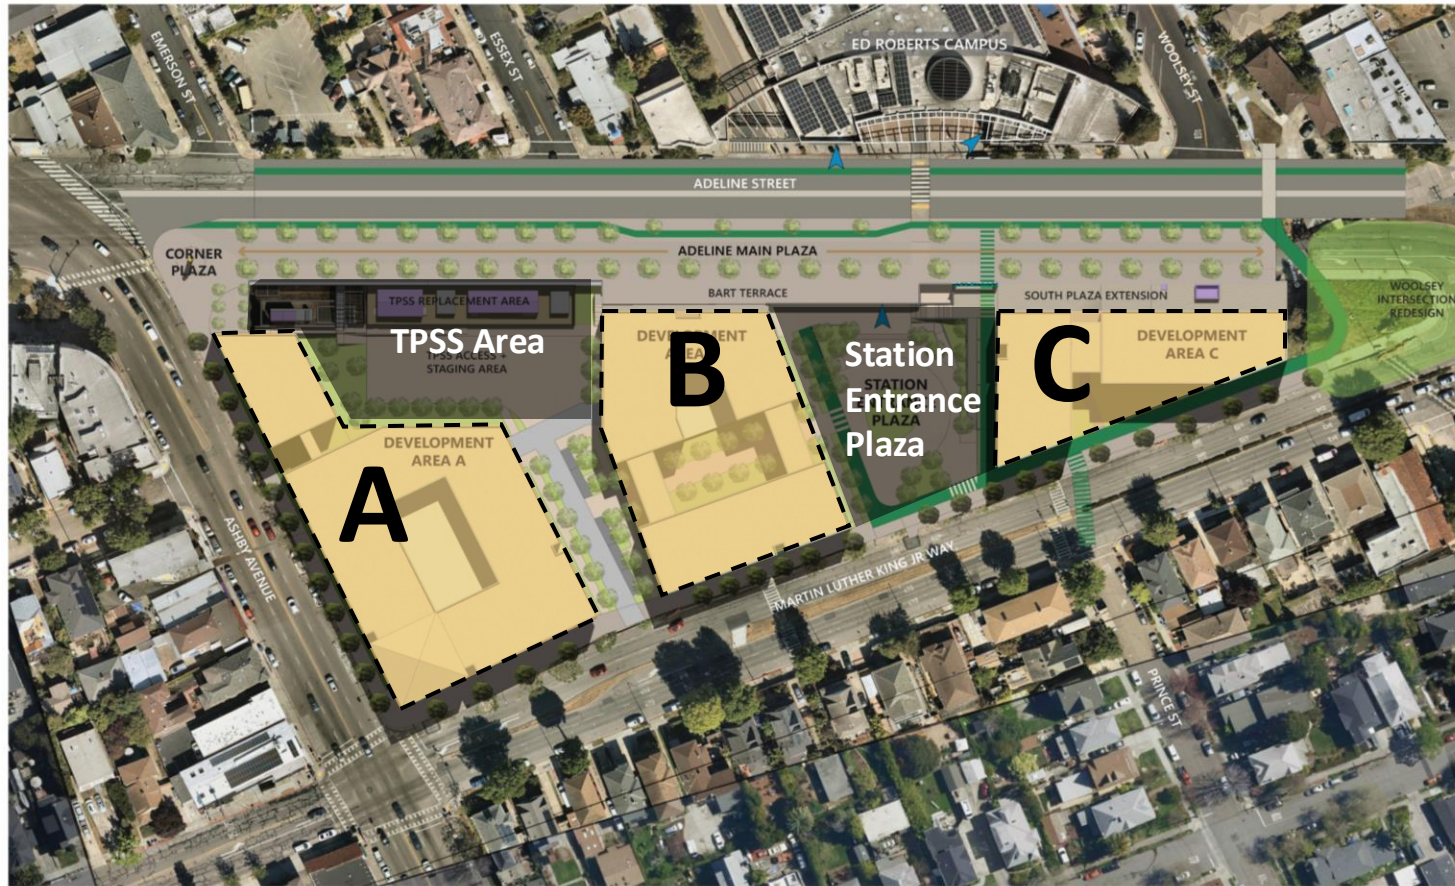 EMERSON ST
ESSEX ST
ED ROBERTS CAMPUS
WOOLSEY ST
ADELINE STREET
CORNER
PLAZA
ADELINE MAIN PLAZA
BART TERRACE
SOUTH PLAZA EXTENSION
WOOLSEY
INTERSECTION
REDESIGN
TPSS REPLACEMENT AREA
TPSS Area
TPSS ACCESS +
STAGING AREA
DEVELOPMENT
AREA
B
Station
Entrance
Plaza
STATION
PLAZA
C
DEVELOPMENT
AREA C
DEVELOPMENT
AREA A
A
ASHBY AVENUE
MARTIN LUTHER KING JR WAY
PRINCE ST